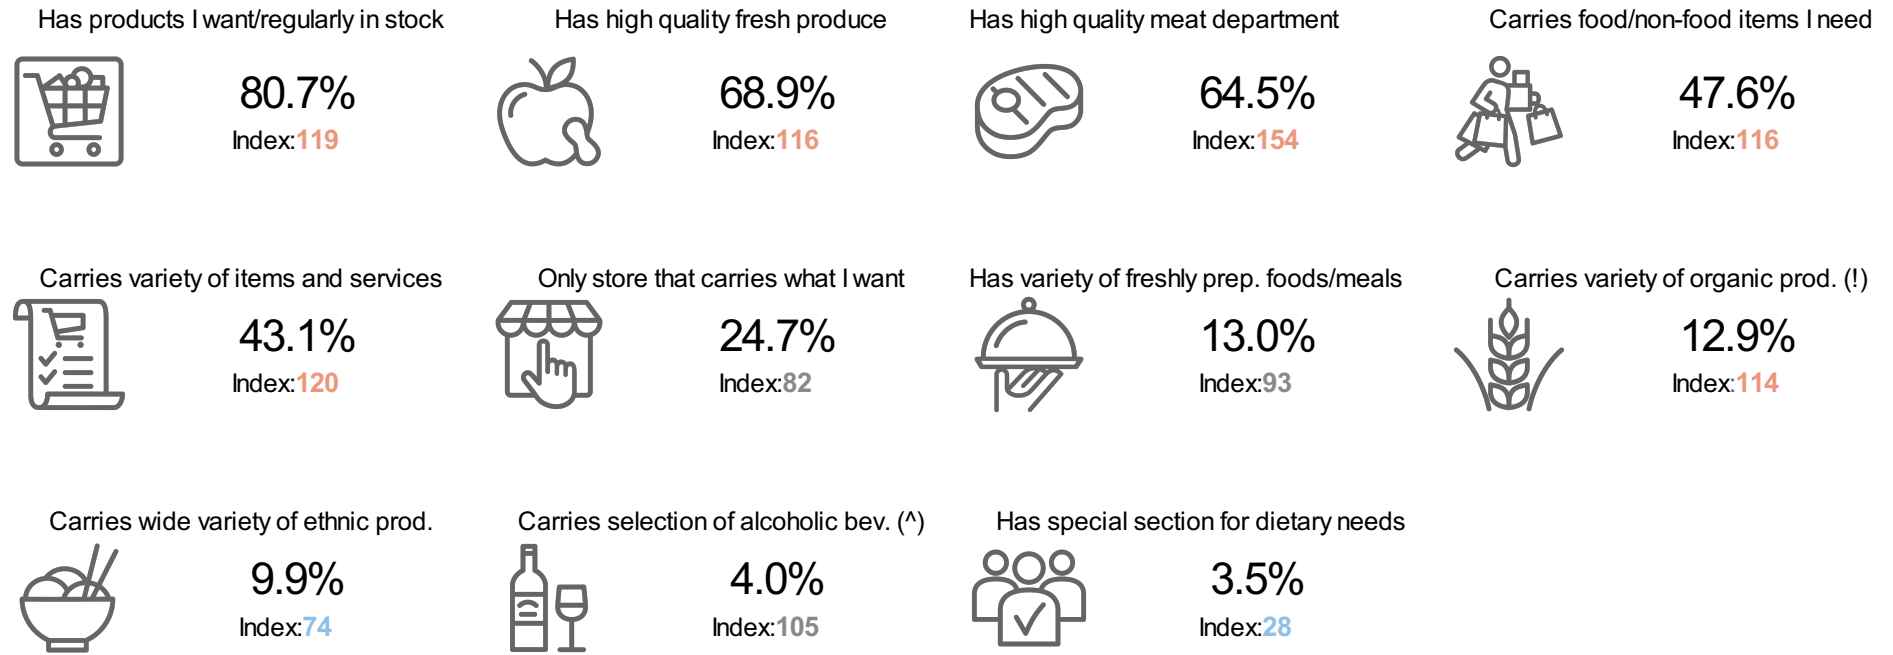 Has products I want/regularly in stock
80.7%
Index:119
Has high quality fresh produce
68.9%
Index:116
Has high quality meat department
64.5%
Index:154
Carries food/non-food items I need
47.6%
Index:116
Carries variety of items and services
43.1%
Index:120
Only store that carries what I want
24.7%
Index:82
Has variety of freshly prep. foods/meals
13.0%
Index:93
Carries variety of organic prod. (!)
12.9%
Index:114
Carries wide variety of ethnic prod.
9.9%
Index:74
Carries selection of alcoholic bev. (^)
4.0%
Index:105
Has special section for dietary needs
3.5%
Index:28